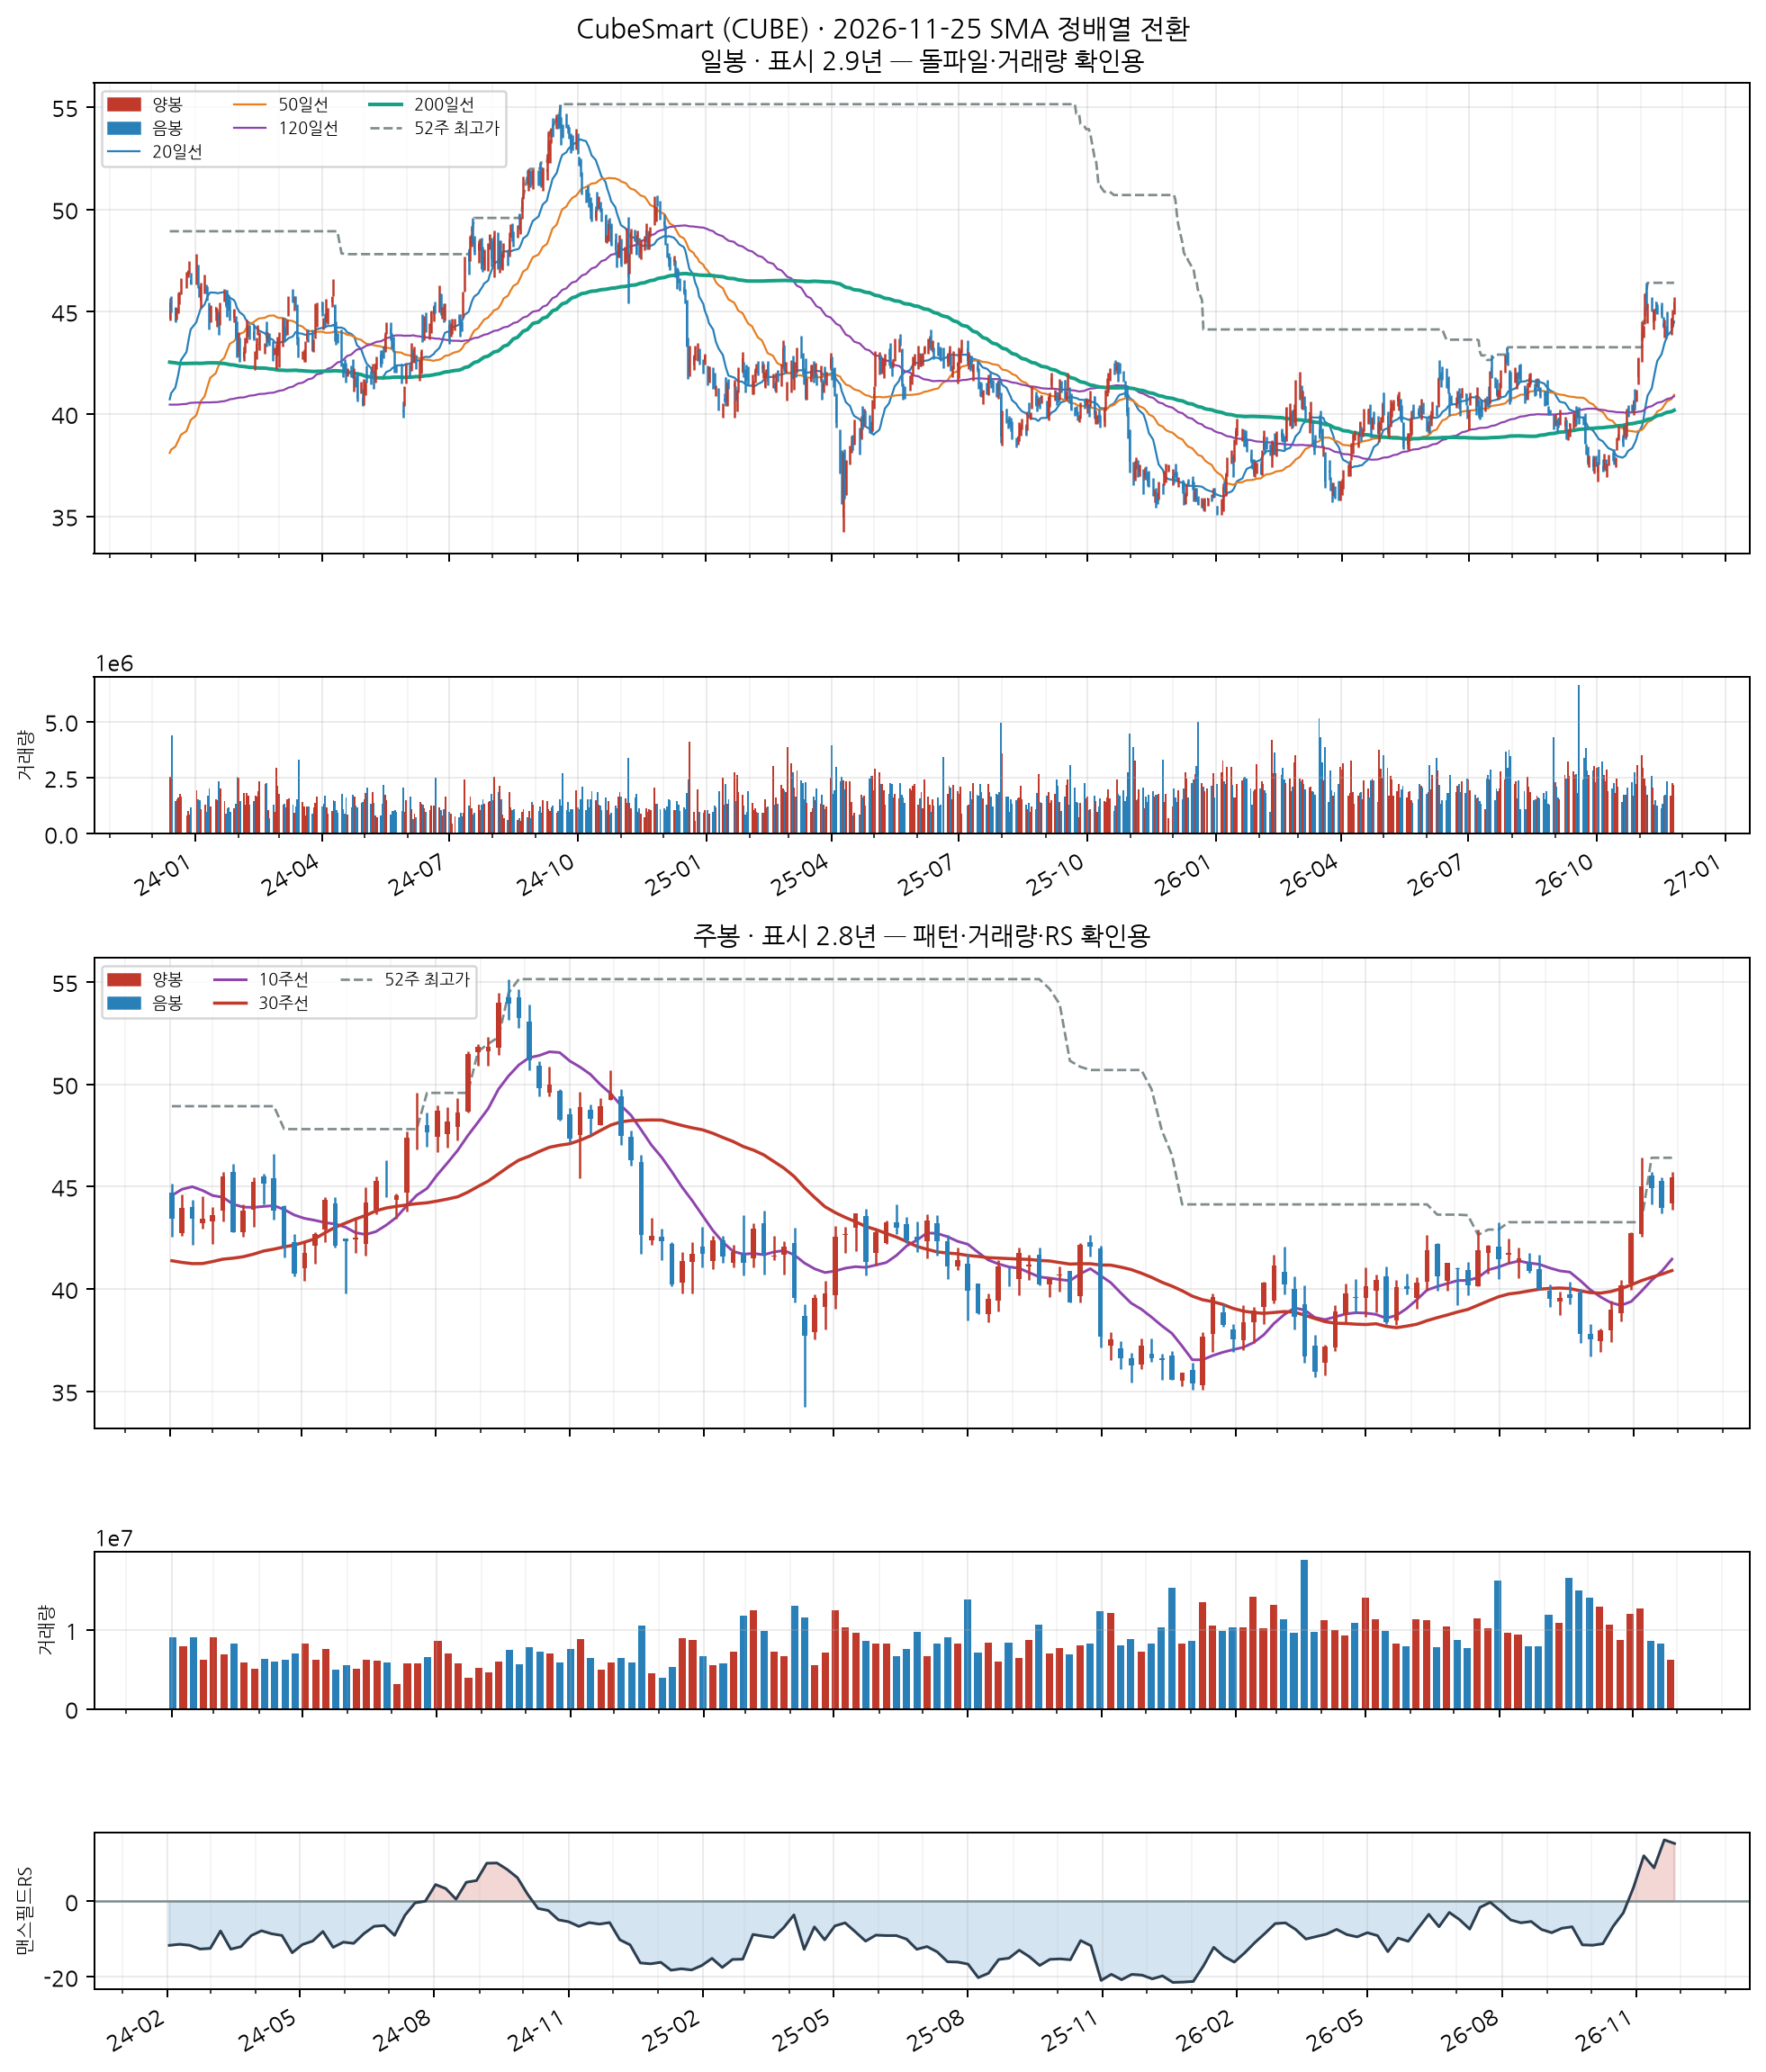 CubeSmart (CUBE) · 2026-11-25 SMA 정배열 전환
일봉 · 표시 2.9년 — 돌파일·거래량 확인용
양봉
음봉
20일선
50일선
120일선
200일선
52주 최고가
55
50
45
40
35
1e6
거래량
5.0
2.5
0.0
24-01
24-04
24-07
24-10
25-01
25-04
25-07
25-10
26-01
26-04
26-07
26-10
27-01
주봉 · 표시 2.8년 — 패턴·거래량·RS 확인용
양봉
음봉
10주선
30주선
52주 최고가
55
50
45
40
35
1e7
거래량
1
0
맨스필드RS
0
-20
24-02
24-05
24-08
24-11
25-02
25-05
25-08
25-11
26-02
26-05
26-08
26-11